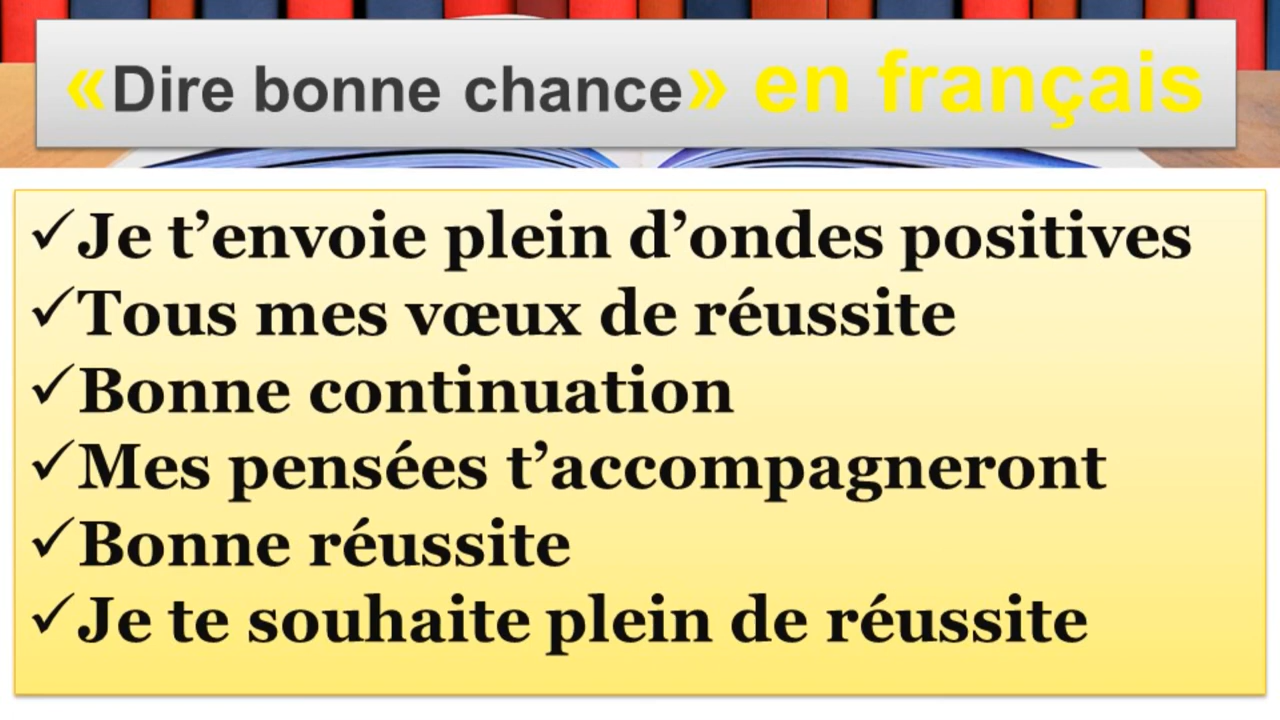 «Dire bonne chance» en français
✓Je t’envoie plein d’ondes positives
✓Tous mes vœux de réussite
✓Bonne continuation
✓Mes pensées t’accompagneront
✓Bonne réussite
✓Je te souhaite plein de réussite